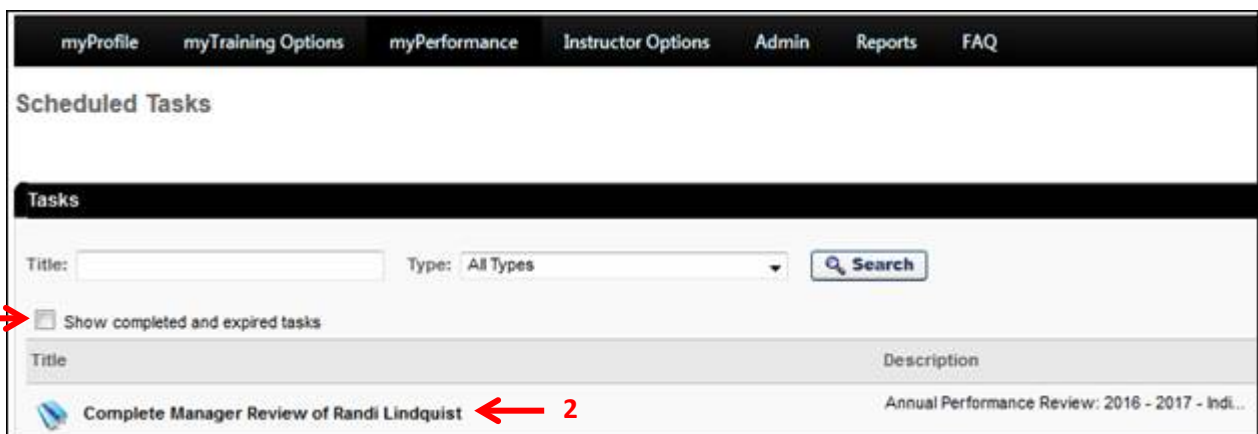 myProfile myTraining Options myPerformance Instructor Options Admin Reports FAQ
Scheduled Tasks
Tasks
Title: Type: All Types Search
Show completed and expired tasks
Title Description
Complete Manager Review of Randi Lindquist 2 Annual Performance Review: 2016 - 2017 - Indi...